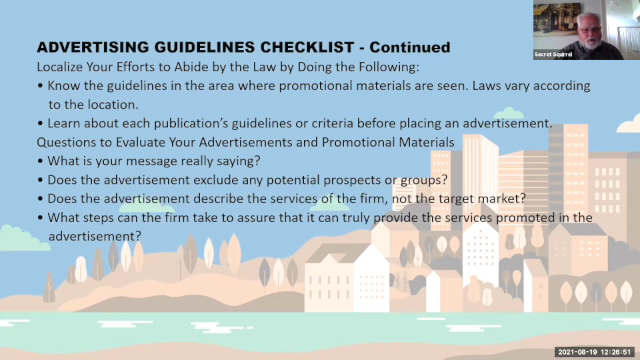 ADVERTISING GUIDELINES CHECKLIST - Continued
Localize Your Efforts to Abide by the Law by Doing the Following:
• Know the guidelines in the area where promotional materials are seen. Laws vary according
to the location.
• Learn about each publication's guidelines or criteria before placing an advertisement.
Questions to Evaluate Your Advertisements and Promotional Materials
• What is your message really saying?
• Does the advertisement exclude any potential prospects or groups?
• Does the advertisement describe the services of the firm, not the target market?
• What steps can the firm take to assure that it can truly provide the services promoted in the
advertisement?
Secret Squirrel
2021-08-19 12:26:51